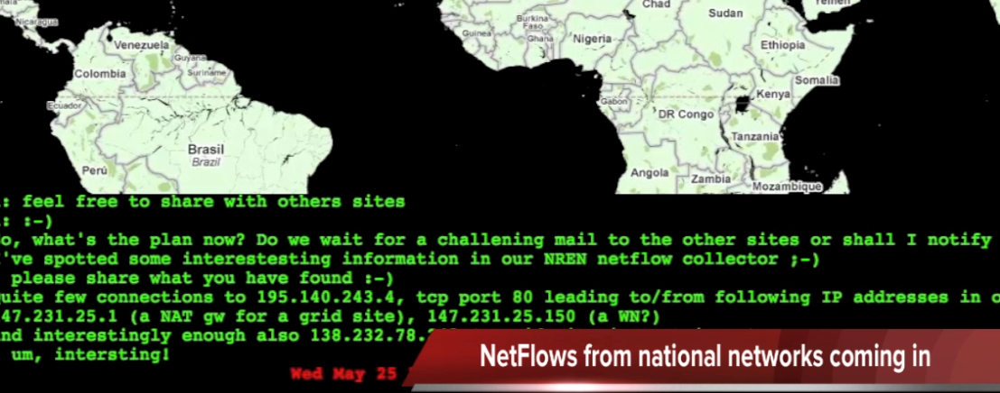 Nicaragua
Venezuela
Guyana
Suriname
Colombia
Ecuador
Brasil
Brazil
Perú
Burkina
Faso
Guinea
Ghana
Nigeria
Chad
Sudan
Yemen
Ethiopia
Somalia
Gabon
Kenya
DR Congo
Tanzania
Angola
Zambia
Mozambique
: feel free to share with others sites
: :-)
o, what's the plan now? Do we wait for a challening mail to the other sites or shall I notify
've spotted some interestesting information in our NREN netflow collector ;-)
please share what you have found :-)
uite few connections to 195.140.243.4, tcp port 80 leading to/from following IP addresses in
47.231.25.1 (a NAT gw for a grid site), 147.231.25.150 (a WN?)
nd interestingly enough also 138.232.78.
um, intersting!
Wed May 25
NetFlows from national networks coming in